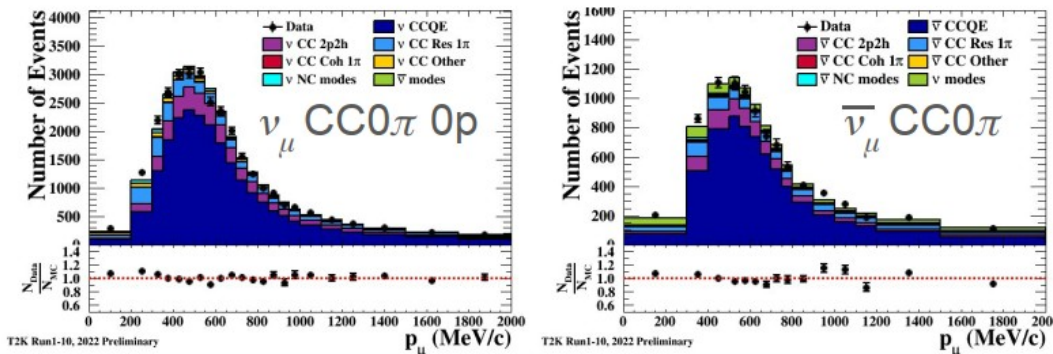 4000
3500
3000
2500
2000
1500
1000
500
0
Number of Events
Data
ν CCQE
ν CC 2p2h
ν CC Res 1π
ν CC Coh 1π
ν CC Other
ν NC modes
ν̅ modes
ν_μ CC0π 0p
1.4
1.2
1.0
0.8
0.6
N_Data
N_MC
0 200 400 600 800 1000 1200 1400 1600 1800 2000
T2K Run1-10, 2022 Preliminary
p_μ (MeV/c)
1600
1400
1200
1000
800
600
400
200
0
Number of Events
Data
ν̅ CCQE
ν̅ CC 2p2h
ν̅ CC Res 1π
ν̅ CC Coh 1π
ν̅ CC Other
ν̅ NC modes
ν modes
ν̅_μ CC0π
1.4
1.2
1.0
0.8
0.6
N_Data
N_MC
0 200 400 600 800 1000 1200 1400 1600 1800 2000
T2K Run1-10, 2022 Preliminary
p_μ (MeV/c)